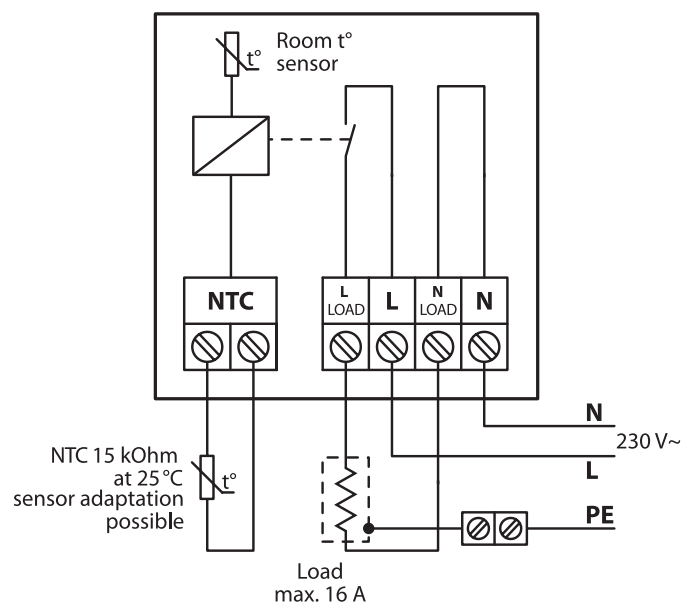 Room t°
sensor
t°
NTC
L
LOAD
L
N
LOAD
N
N
230 V~
L
PE
NTC 15 kOhm
at 25°C
sensor adaptation
possible
t°
Load
max. 16 A